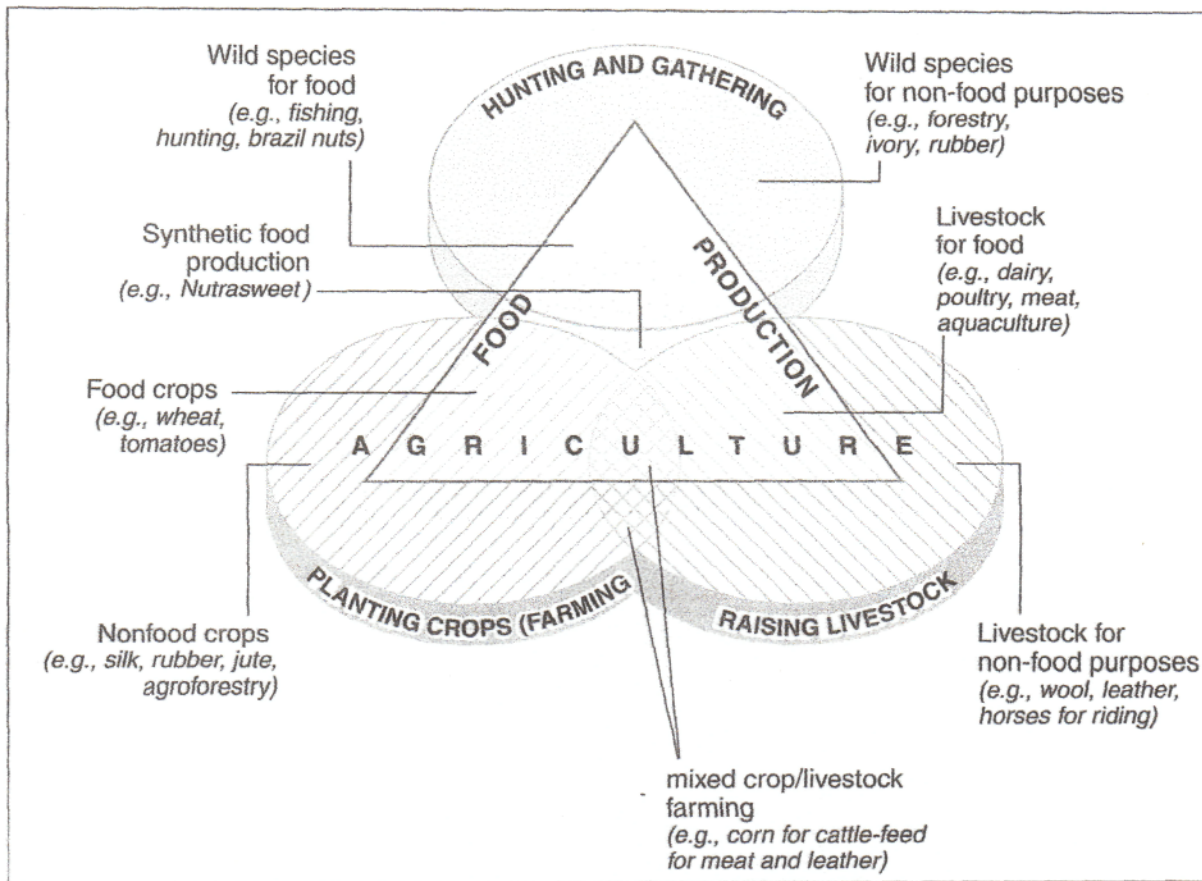 Wild species
for food
(e.g., fishing,
hunting, brazil nuts)
HUNTING AND GATHERING
Wild species
for non-food purposes
(e.g., forestry,
ivory, rubber)
Synthetic food
production
(e.g., Nutrasweet)
Livestock
for food
(e.g., dairy,
poultry, meat,
aquaculture)
FOOD
PRODUCTION
Food crops
(e.g., wheat,
tomatoes)
AGRICULTURE
PLANTING CROPS (FARMING
RAISING LIVESTOCK
Nonfood crops
(e.g., silk, rubber, jute,
agroforestry)
Livestock for
non-food purposes
(e.g., wool, leather,
horses for riding)
mixed crop/livestock
farming
(e.g., corn for cattle-feed
for meat and leather)